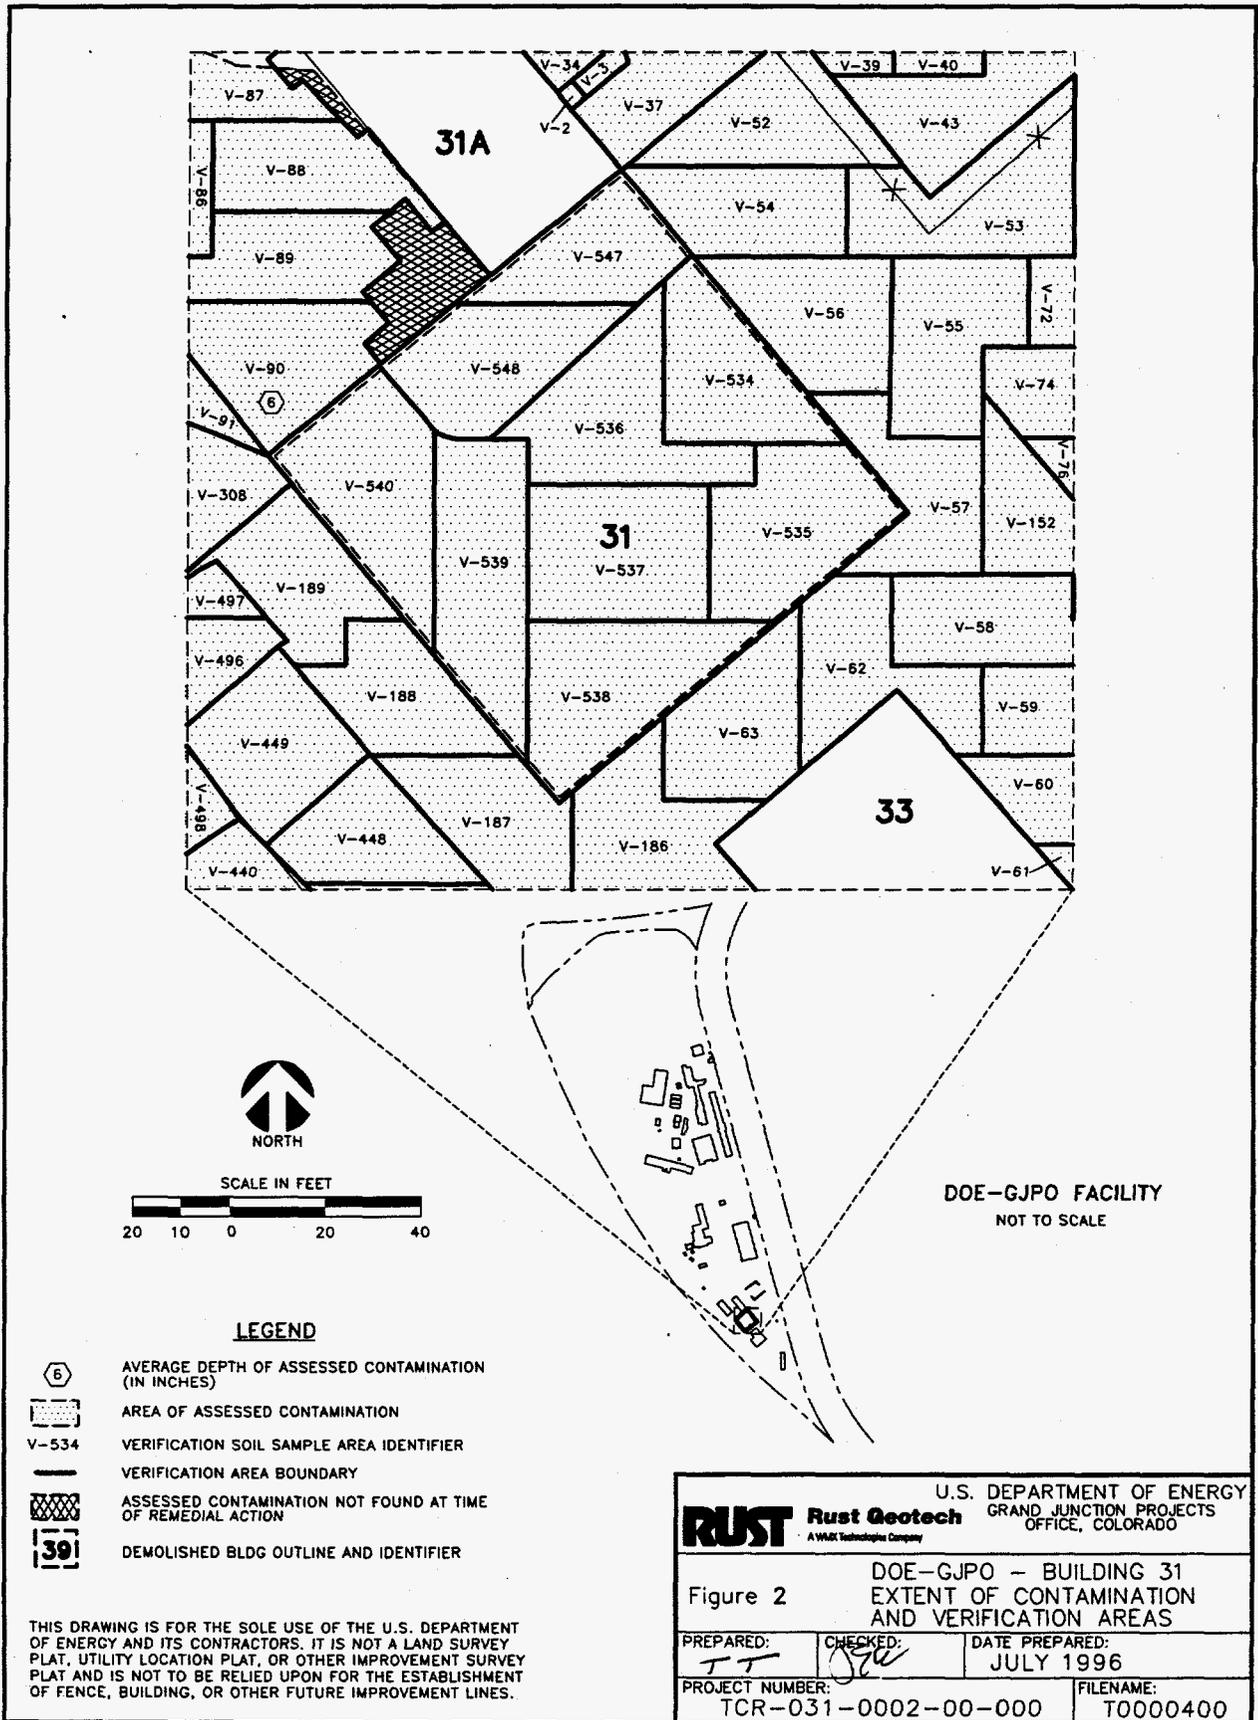 V-34
V-3
V-39
V-40
V-87
V-37
V-2
V-52
V-43
31A
V-88
V-86
V-54
V-53
V-89
V-547
V-56
V-55
V-72
V-90
V-548
V-534
V-74
6
V-91
V-536
V-76
V-308
V-540
V-57
V-152
31
V-535
V-539
V-537
V-189
V-497
V-58
V-496
V-62
V-188
V-538
V-59
V-449
V-63
V-60
V-498
V-187
33
V-448
V-186
V-440
V-61
NORTH
SCALE IN FEET
20 10 0 20 40
DOE-GJPO FACILITY
NOT TO SCALE
LEGEND
6 AVERAGE DEPTH OF ASSESSED CONTAMINATION
(IN INCHES)
AREA OF ASSESSED CONTAMINATION
V-534 VERIFICATION SOIL SAMPLE AREA IDENTIFIER
VERIFICATION AREA BOUNDARY
ASSESSED CONTAMINATION NOT FOUND AT TIME
OF REMEDIAL ACTION
39 DEMOLISHED BLDG OUTLINE AND IDENTIFIER
THIS DRAWING IS FOR THE SOLE USE OF THE U.S. DEPARTMENT
OF ENERGY AND ITS CONTRACTORS. IT IS NOT A LAND SURVEY
PLAT, UTILITY LOCATION PLAT, OR OTHER IMPROVEMENT SURVEY
PLAT AND IS NOT TO BE RELIED UPON FOR THE ESTABLISHMENT
OF FENCE, BUILDING, OR OTHER FUTURE IMPROVEMENT LINES.
RUST Rust Geotech
A WMX Technologies Company
U.S. DEPARTMENT OF ENERGY
GRAND JUNCTION PROJECTS
OFFICE, COLORADO
Figure 2
DOE-GJPO - BUILDING 31
EXTENT OF CONTAMINATION
AND VERIFICATION AREAS
PREPARED:
TT
CHECKED:
DATE PREPARED:
JULY 1996
PROJECT NUMBER:
TCR-031-0002-00-000
FILENAME:
T0000400